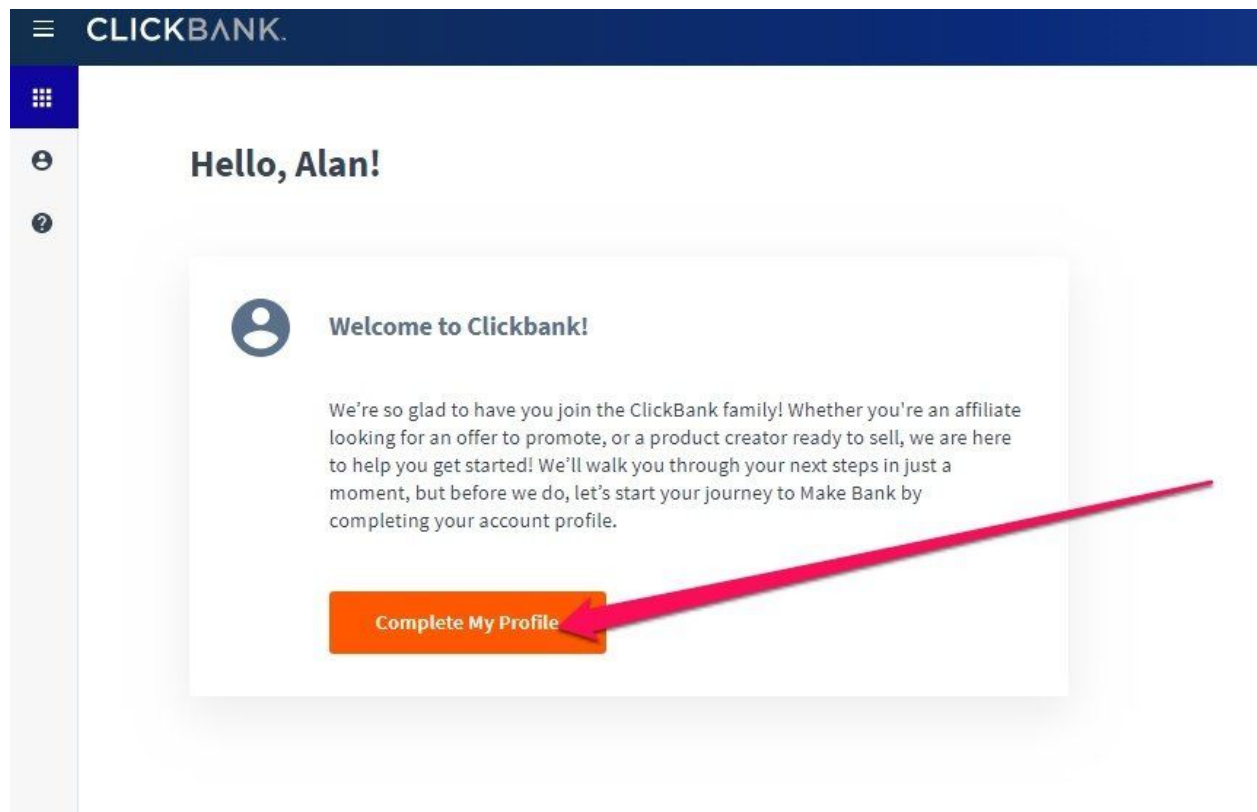 CLICKBANK.
Hello, Alan!
Welcome to Clickbank!
We're so glad to have you join the ClickBank family! Whether you're an affiliate
looking for an offer to promote, or a product creator ready to sell, we are here
to help you get started! We'll walk you through your next steps in just a
moment, but before we do, let's start your journey to Make Bank by
completing your account profile.
Complete My Profile